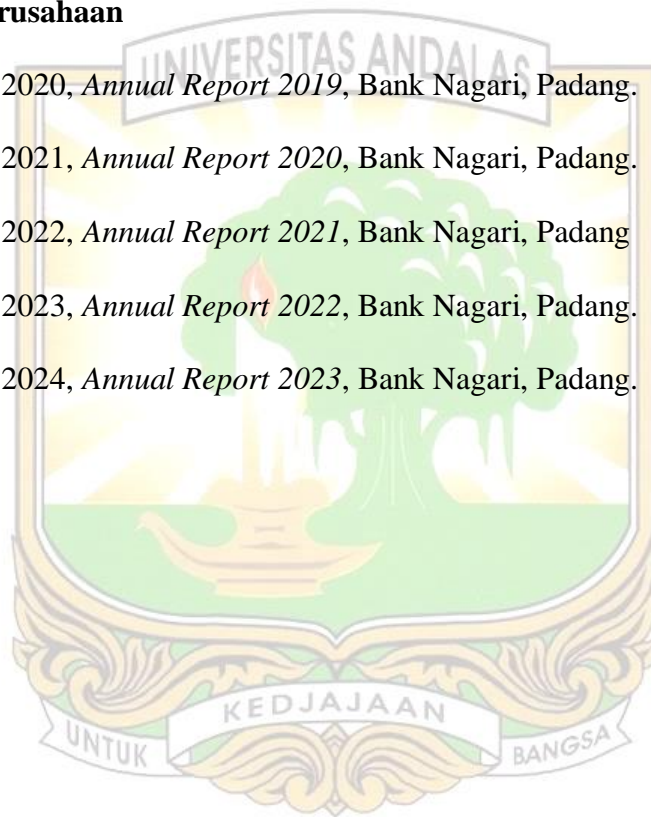 erusahaan
UNIVERSITAS ANDALAS
2020, Annual Report 2019, Bank Nagari, Padang.
2021, Annual Report 2020, Bank Nagari, Padang.
2022, Annual Report 2021, Bank Nagari, Padang
2023, Annual Report 2022, Bank Nagari, Padang.
2024, Annual Report 2023, Bank Nagari, Padang.
UNTUK KEDJAJAAN BANGSA